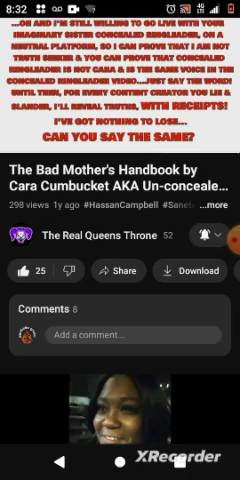 8:32
...OH AND I'M STILL WILLING TO GO LIVE WITH YOUR
IMAGINARY SISTER CONCEALED RINGLEADER, ON A
NEUTRAL PLATFORM, SO I CAN PROVE THAT I AM NOT
TRUTH SEEKER & YOU CAN PROVE THAT CONCEALED
RINGLEADER IS NOT CARA & IS THE SAME VOICE IN THE
CONCEALED RINGLEADER VIDEO....JUST SAY THE WORD!
UNTIL THEN, FOR EVERY CONTENT CREATOR YOU LIE &
SLANDER, I'LL REVEAL TRUTHS, WITH RECEIPTS!
I'VE GOT NOTHING TO LOSE...
CAN YOU SAY THE SAME?
The Bad Mother's Handbook by
Cara Cumbucket AKA Un-conceale...
298 views 1y ago #HassanCampbell ...more
The Real Queens Throne 52
25 Share Download
Comments 8
Add a comment...
XRecorder